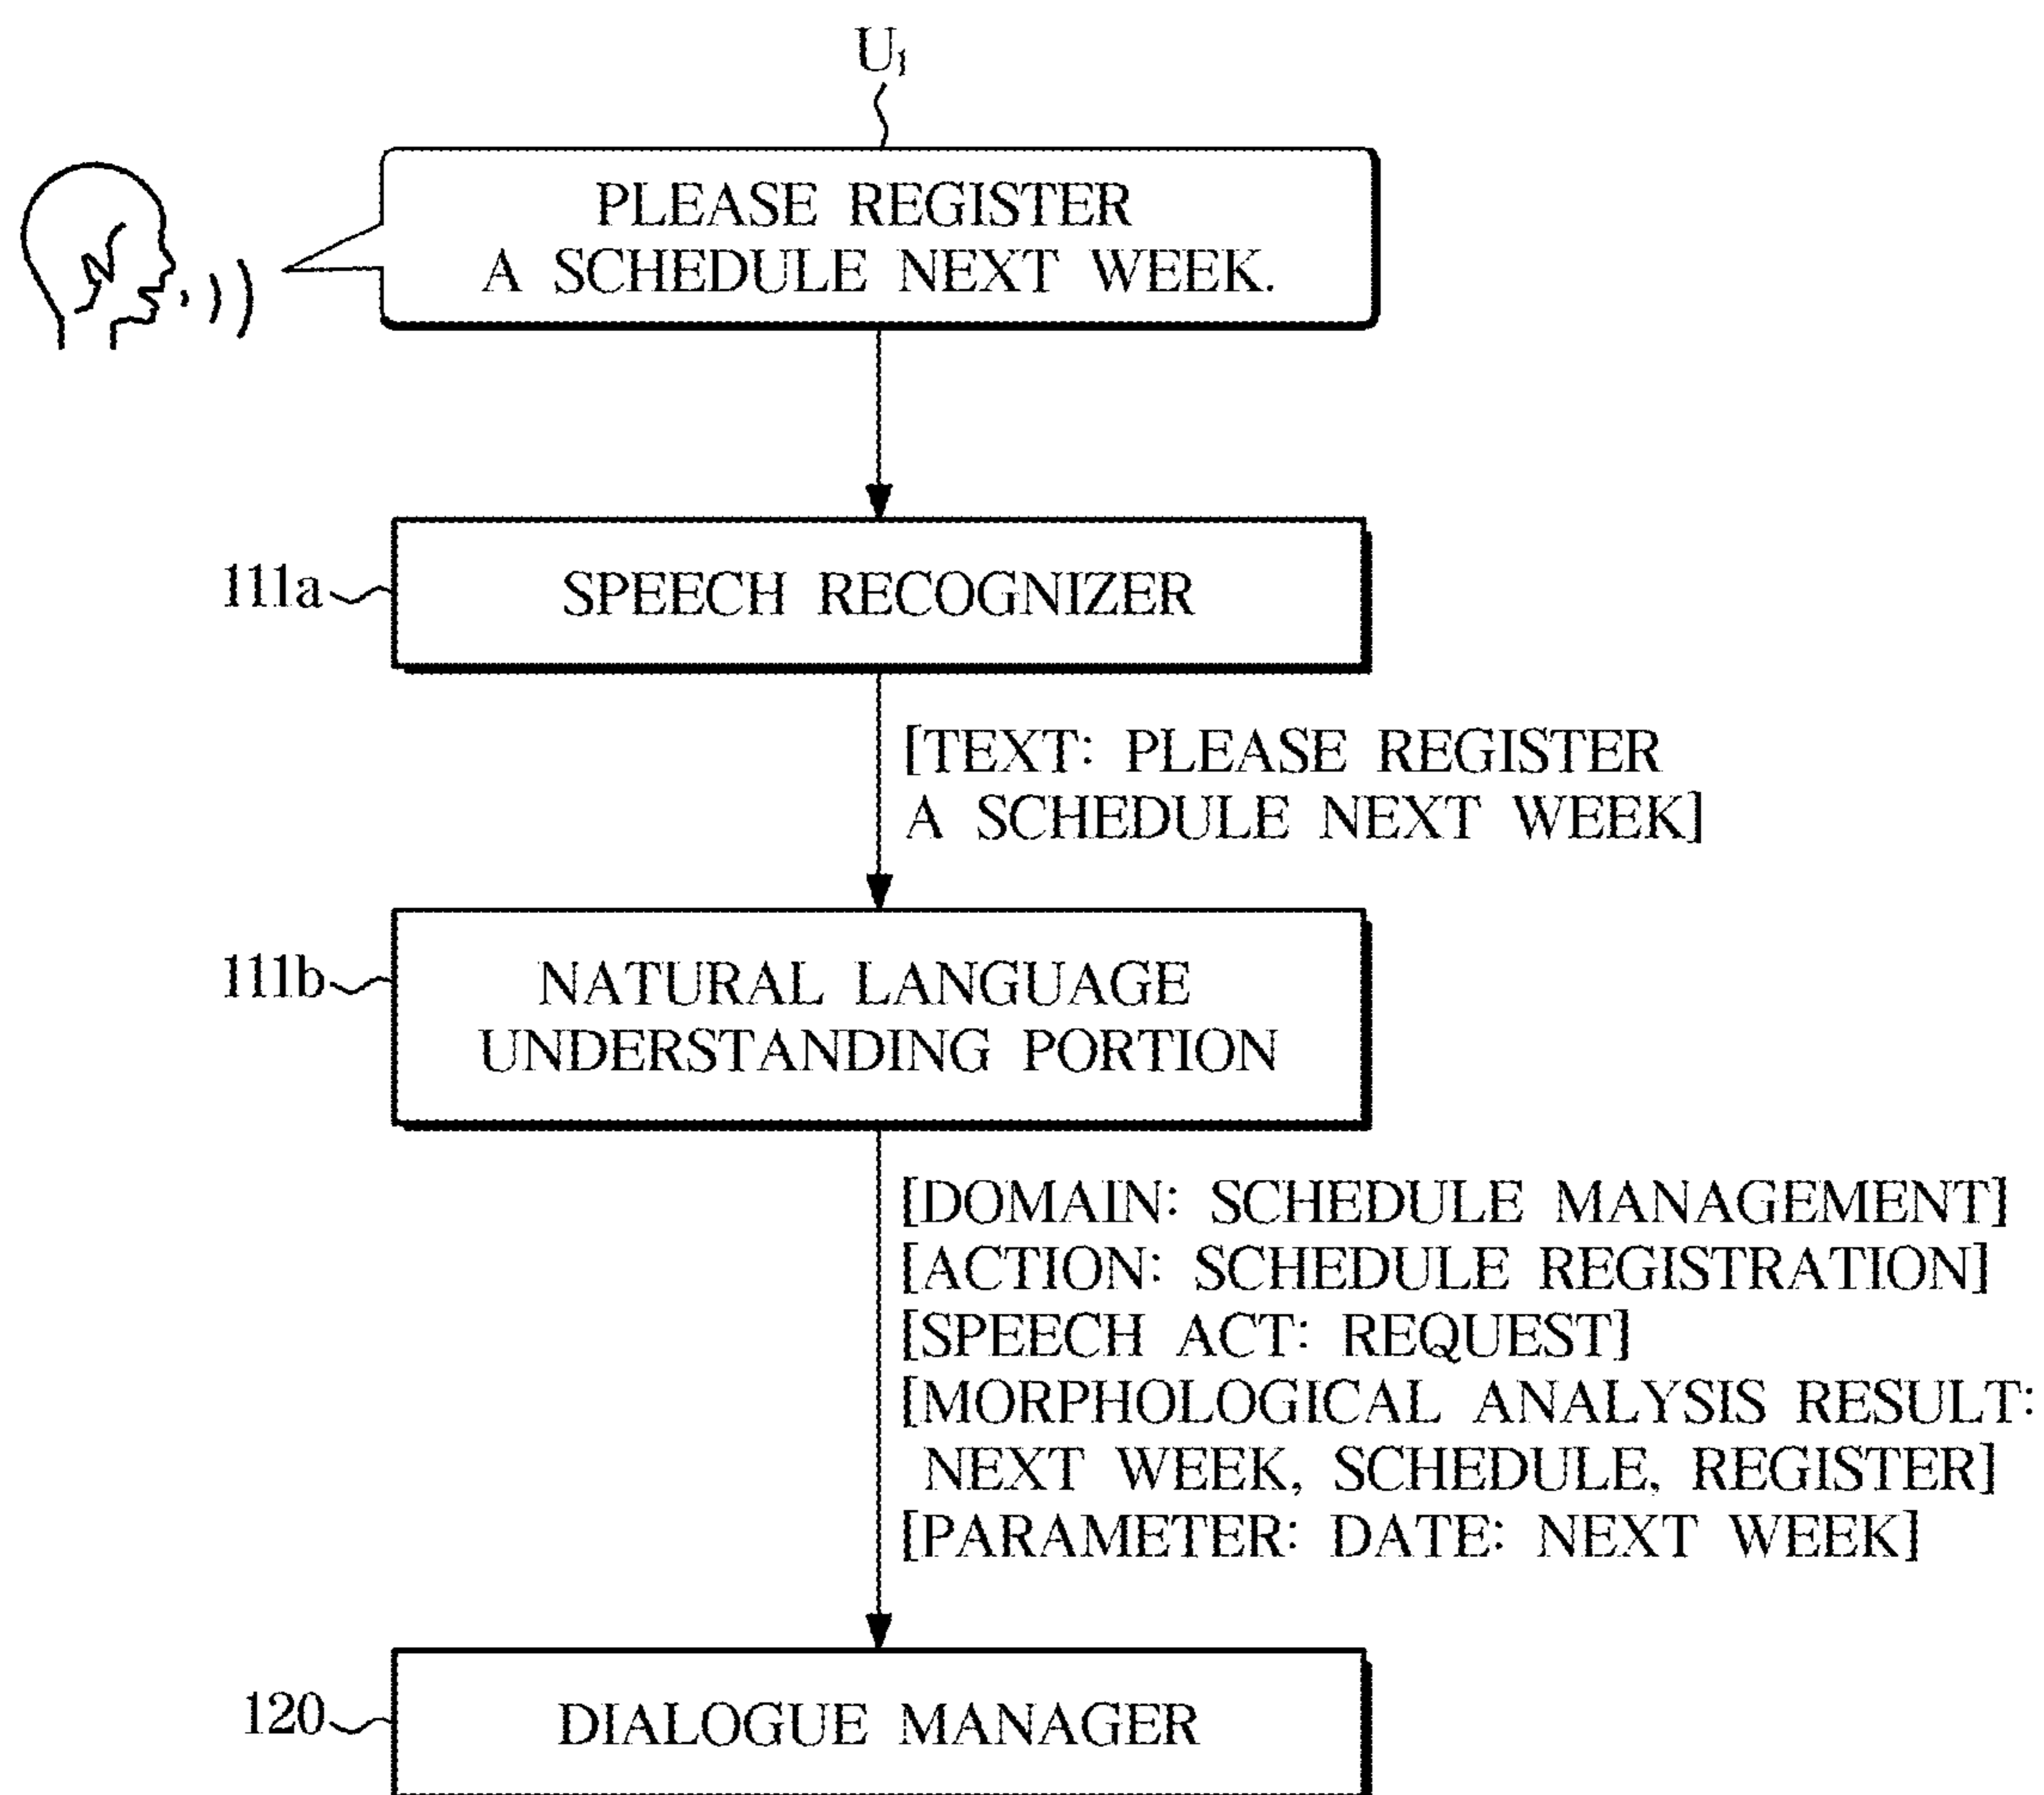 U₁
PLEASE REGISTER
A SCHEDULE NEXT WEEK.
111a
SPEECH RECOGNIZER
[TEXT: PLEASE REGISTER
A SCHEDULE NEXT WEEK]
111b
NATURAL LANGUAGE
UNDERSTANDING PORTION
[DOMAIN: SCHEDULE MANAGEMENT]
[ACTION: SCHEDULE REGISTRATION]
[SPEECH ACT: REQUEST]
[MORPHOLOGICAL ANALYSIS RESULT:
NEXT WEEK, SCHEDULE, REGISTER]
[PARAMETER: DATE: NEXT WEEK]
120
DIALOGUE MANAGER